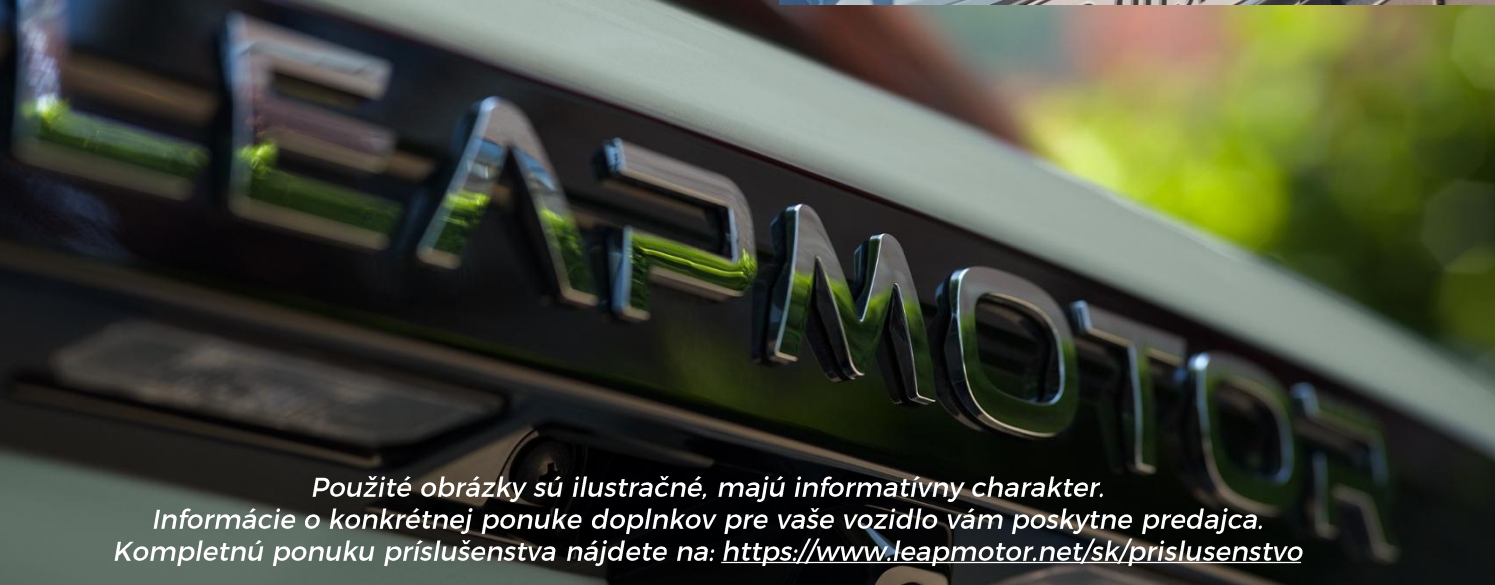 LEAPMOTOR
Použité obrázky sú ilustračné, majú informatívny charakter.
Informácie o konkrétnej ponuke doplnkov pre vaše vozidlo vám poskytne predajca.
Kompletnú ponuku príslušenstva nájdete na: https://www.leapmotor.net/sk/prislusenstvo